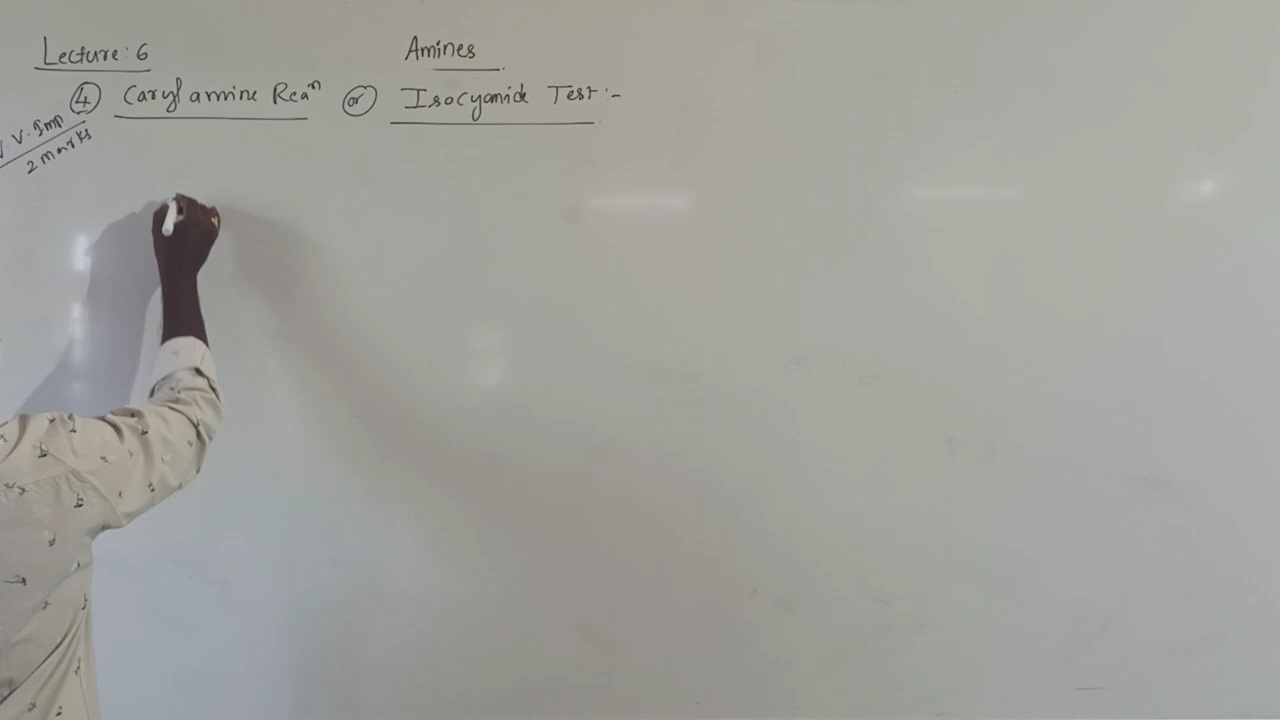 Lecture: 6
Amines
④ Carylamine Reaⁿ or Isocyanide Test :-
V. V. Imp
2 marks